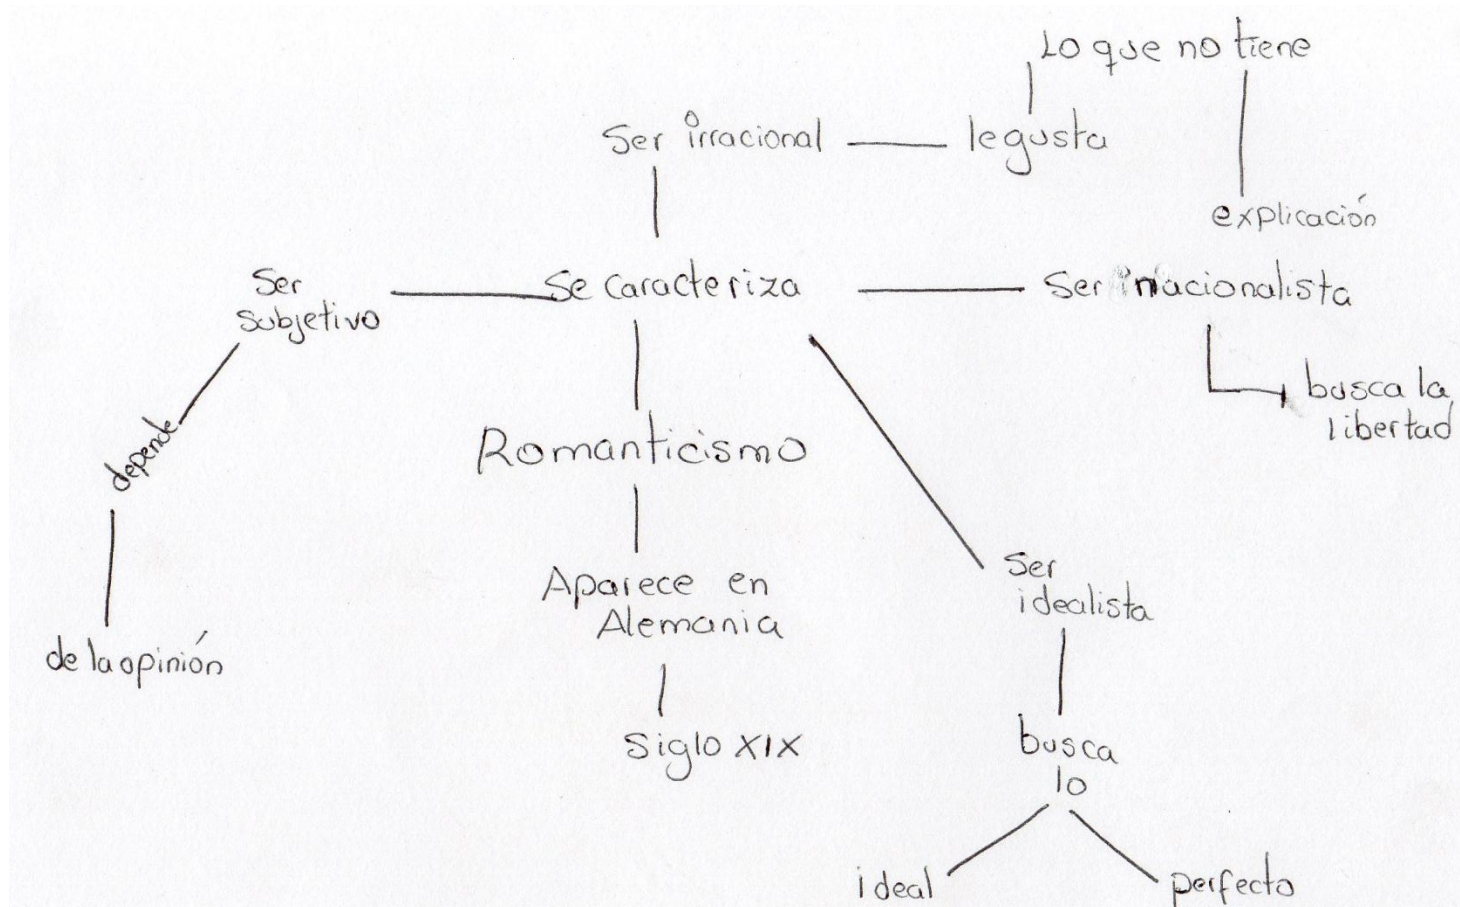 Lo que no tiene
Ser irracional
le gusta
explicación
Ser
subjetivo
Se caracteriza
Ser nacionalista
busca la
libertad
depende
Romanticismo
de la opinión
Aparece en
Alemania
Siglo XIX
Ser
idealista
busca
lo
ideal
perfecto